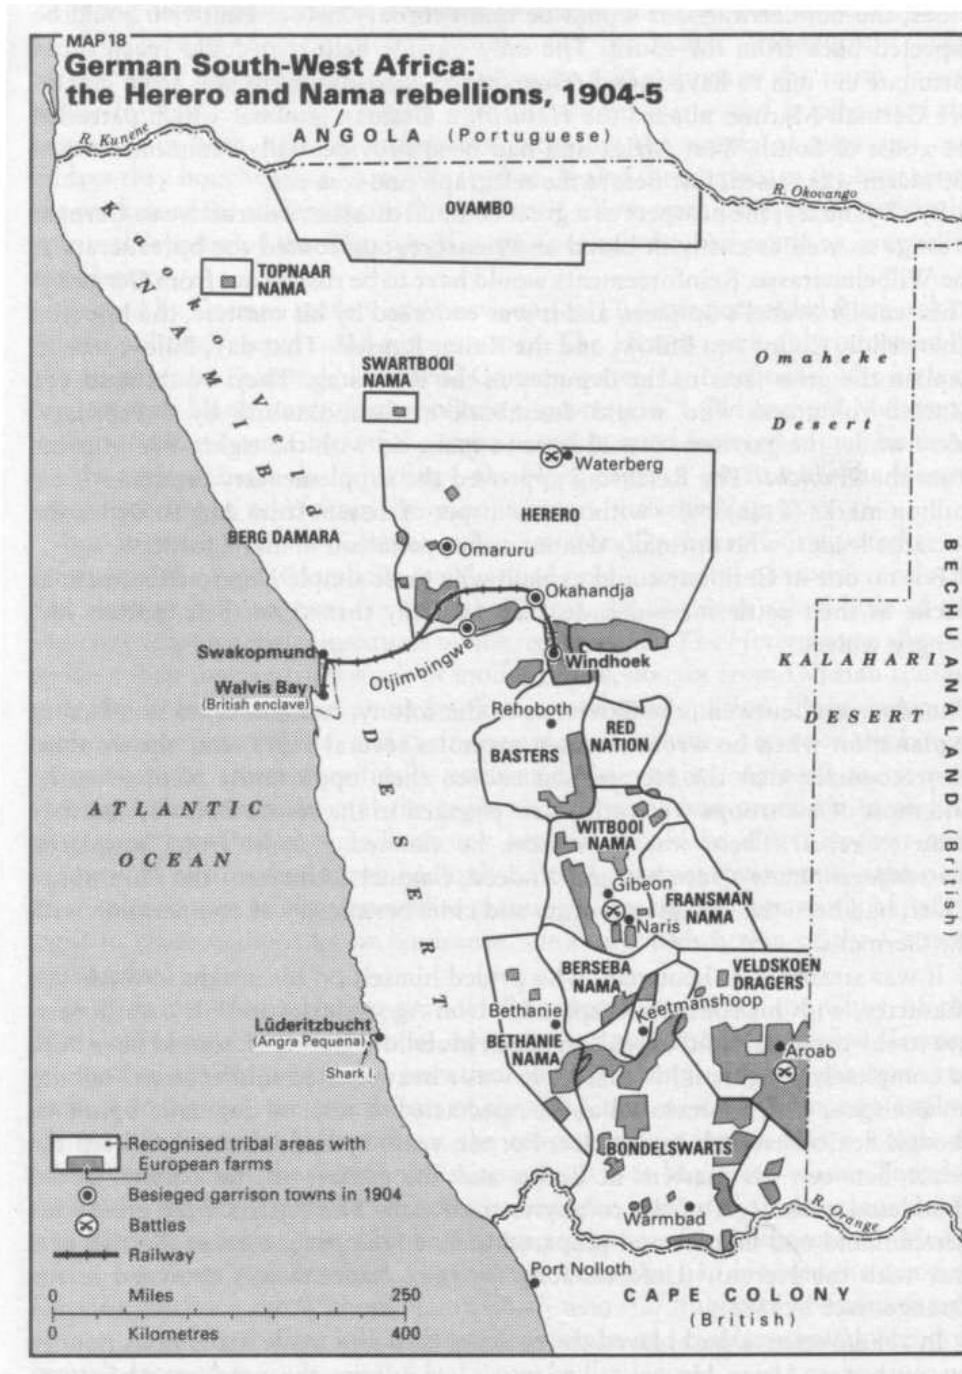 MAP 18
German South-West Africa:
the Herero and Nama rebellions, 1904-5
R. Kunene
ANGOLA (Portuguese)
R. Okovango
OVAMBO
Kaokoveld
NAMIB DESERT
TOPNAAR
NAMA
SWARTBOOI
NAMA
Omaheke
Desert
Waterberg
HERERO
BERG DAMARA
Omaruru
Okahandja
Otjimbingwe
Swakopmund
Windhoek
Walvis Bay
(British enclave)
BECHUANALAND (British)
KALAHARI
DESERT
Rehoboth
RED
NATION
BASTERS
ATLANTIC
OCEAN
WITBOOI
NAMA
Gibeon
FRANSMAN
NAMA
Naris
BERSEBA
NAMA
VELDSKOEN
DRAGERS
Bethanie
Keetmanshoop
BETHANIE
NAMA
Lüderitzbucht
(Angra Pequena)
Shark I.
Aroab
BONDELSWARTS
Warmbad
R. Orange
Port Nolloth
CAPE COLONY
(British)
Recognised tribal areas with
European farms
Besieged garrison towns in 1904
Battles
Railway
0 Miles 250
0 Kilometres 400